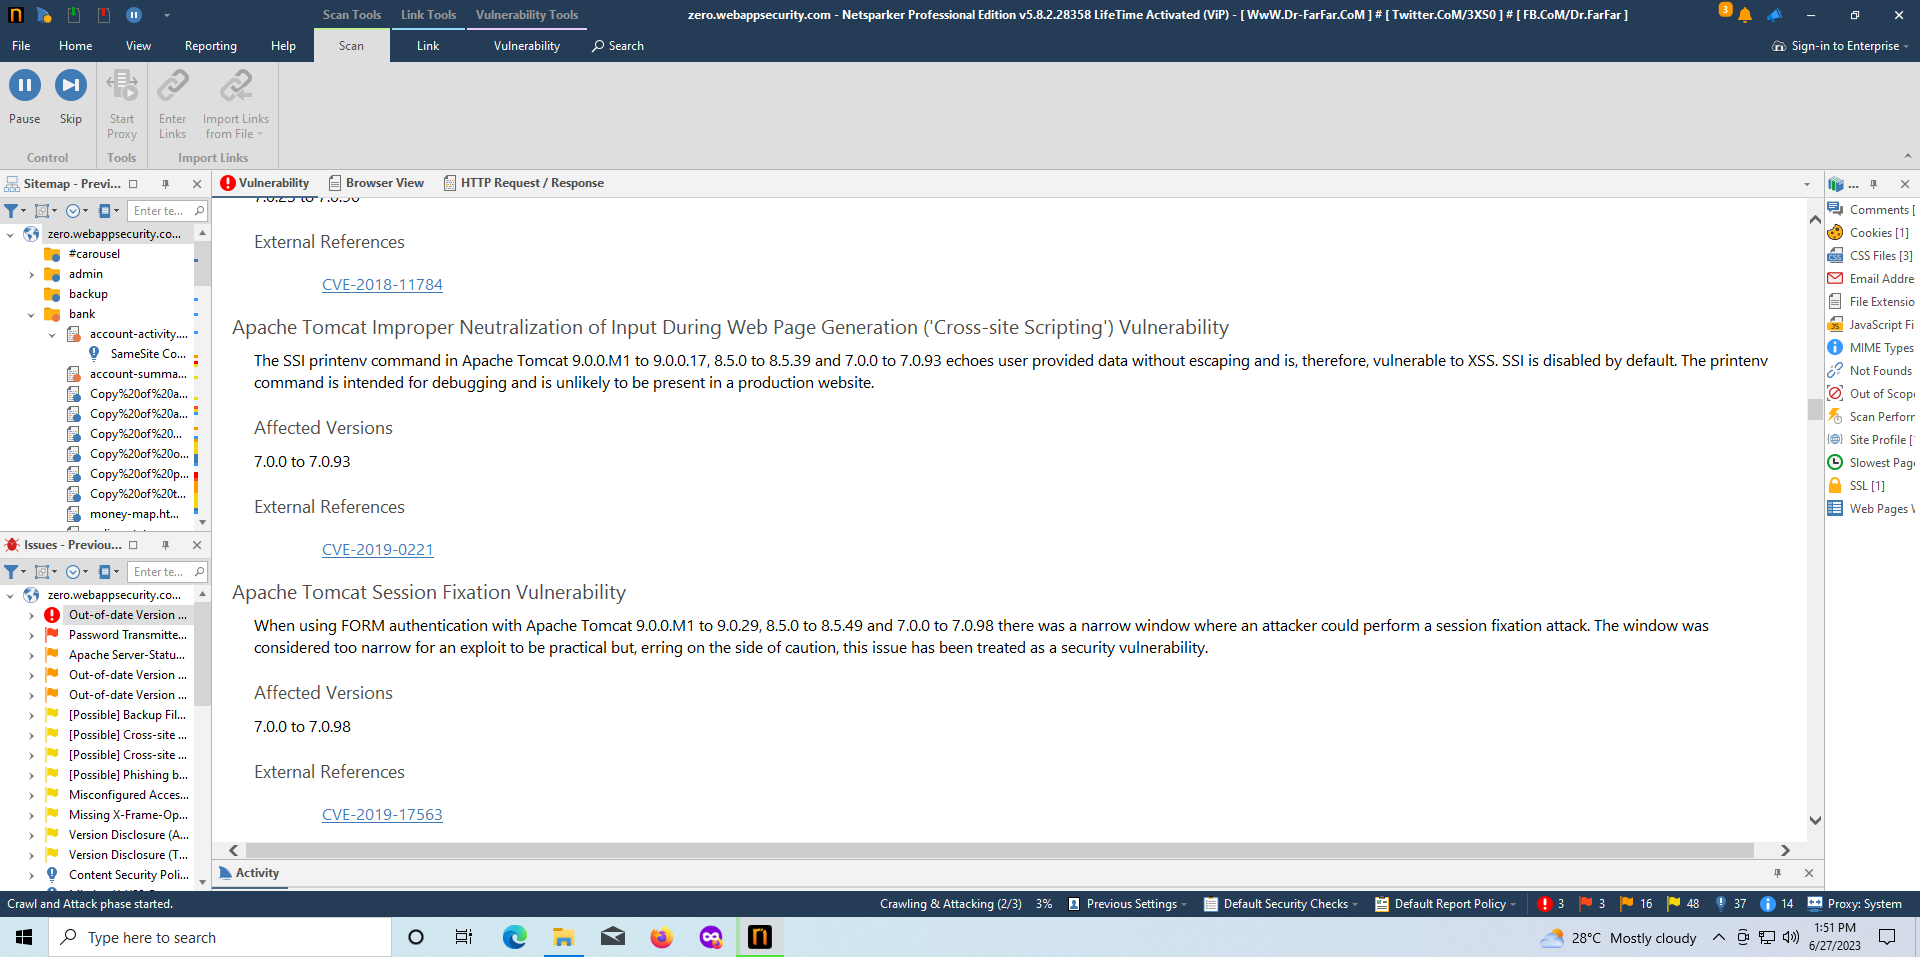 Scan Tools Link Tools Vulnerability Tools
zero.webappsecurity.com - Netsparker Professional Edition v5.8.2.28358 LifeTime Activated (ViP) - [ WwW.Dr-FarFar.CoM ] # [ Twitter.CoM/3XS0 ] # [ FB.CoM/Dr.FarFar ]
3
File Home View Reporting Help Scan Link Vulnerability Search
Sign-in to Enterprise
Pause Skip Start Proxy Enter Links Import Links from File
Control Tools Import Links
Sitemap - Previ...
Enter te...
zero.webappsecurity.co...
#carousel
admin
backup
bank
account-activity....
SameSite Co...
account-summa...
Copy%20of%20a...
Copy%20of%20a...
Copy%20of%20...
Copy%20of%20o...
Copy%20of%20p...
Copy%20of%20t...
money-map.ht...
Issues - Previou...
Enter te...
zero.webappsecurity.co...
Out-of-date Version ...
Password Transmitte...
Apache Server-Statu...
Out-of-date Version ...
Out-of-date Version ...
[Possible] Backup Fil...
[Possible] Cross-site ...
[Possible] Cross-site ...
[Possible] Phishing b...
Misconfigured Acces...
Missing X-Frame-Op...
Version Disclosure (A...
Version Disclosure (T...
Content Security Poli...
Vulnerability Browser View HTTP Request / Response
7.0.23 to 7.0.90
External References
CVE-2018-11784
Apache Tomcat Improper Neutralization of Input During Web Page Generation ('Cross-site Scripting') Vulnerability
The SSI printenv command in Apache Tomcat 9.0.0.M1 to 9.0.0.17, 8.5.0 to 8.5.39 and 7.0.0 to 7.0.93 echoes user provided data without escaping and is, therefore, vulnerable to XSS. SSI is disabled by default. The printenv
command is intended for debugging and is unlikely to be present in a production website.
Affected Versions
7.0.0 to 7.0.93
External References
CVE-2019-0221
Apache Tomcat Session Fixation Vulnerability
When using FORM authentication with Apache Tomcat 9.0.0.M1 to 9.0.29, 8.5.0 to 8.5.49 and 7.0.0 to 7.0.98 there was a narrow window where an attacker could perform a session fixation attack. The window was
considered too narrow for an exploit to be practical but, erring on the side of caution, this issue has been treated as a security vulnerability.
Affected Versions
7.0.0 to 7.0.98
External References
CVE-2019-17563
Activity
...
Comments [
Cookies [1]
CSS Files [3]
Email Addre
File Extensio
JavaScript Fi
MIME Types
Not Founds
Out of Scope
Scan Perform
Site Profile [
Slowest Page
SSL [1]
Web Pages
Crawl and Attack phase started.
Crawling & Attacking (2/3) 3% Previous Settings Default Security Checks Default Report Policy 3 3 16 48 37 14 Proxy: System
Type here to search
28°C Mostly cloudy
1:51 PM
6/27/2023